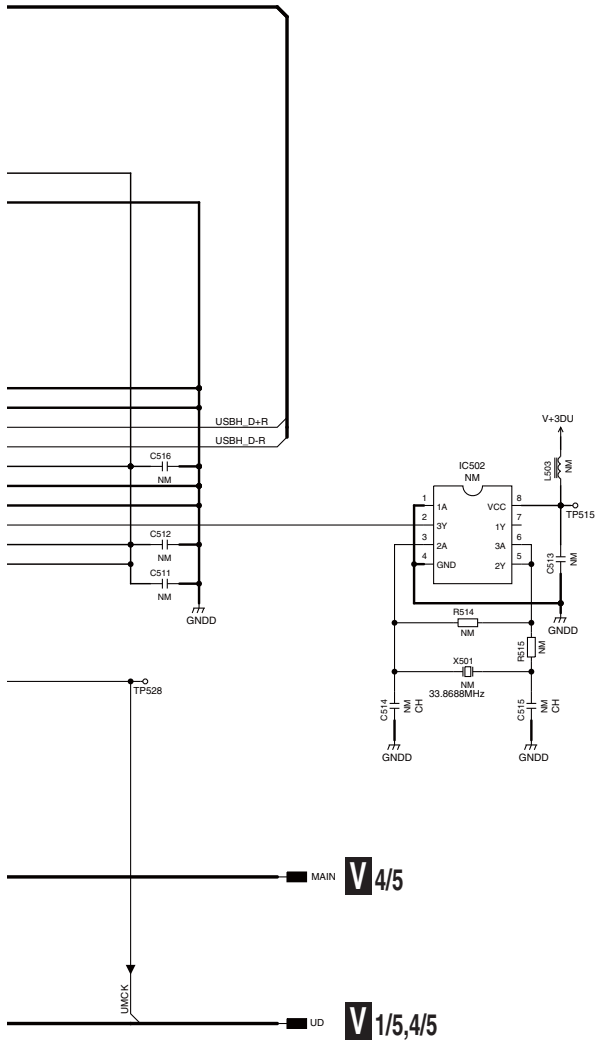 USBH_D+R
USBH_D-R
C516
NM
C512
NM
C511
NM
GNDD
TP528
UMCK
V+3DU
L503
NM
IC502
NM
1
1A
VCC
8
TP515
2
3Y
1Y
7
3
2A
3A
6
4
GND
2Y
5
C513
NM
GNDD
R514
NM
R515
NM
X501
NM
33.8688MHz
C514
NM
CH
C515
NM
CH
GNDD
GNDD
MAIN V 4/5
UD V 1/5,4/5